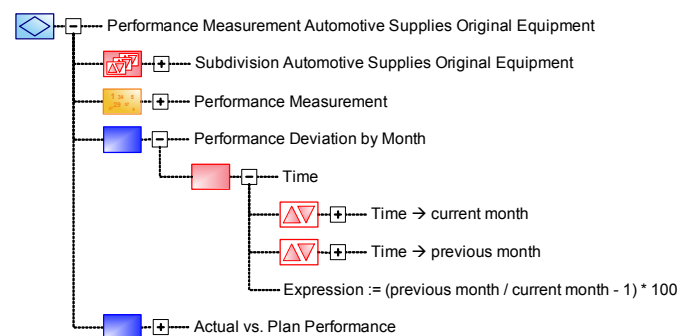 Performance Measurement Automotive Supplies Original Equipment
Subdivision Automotive Supplies Original Equipment
Performance Measurement
Performance Deviation by Month
Time
Time → current month
Time → previous month
Expression := (previous month / current month - 1) * 100
Actual vs. Plan Performance